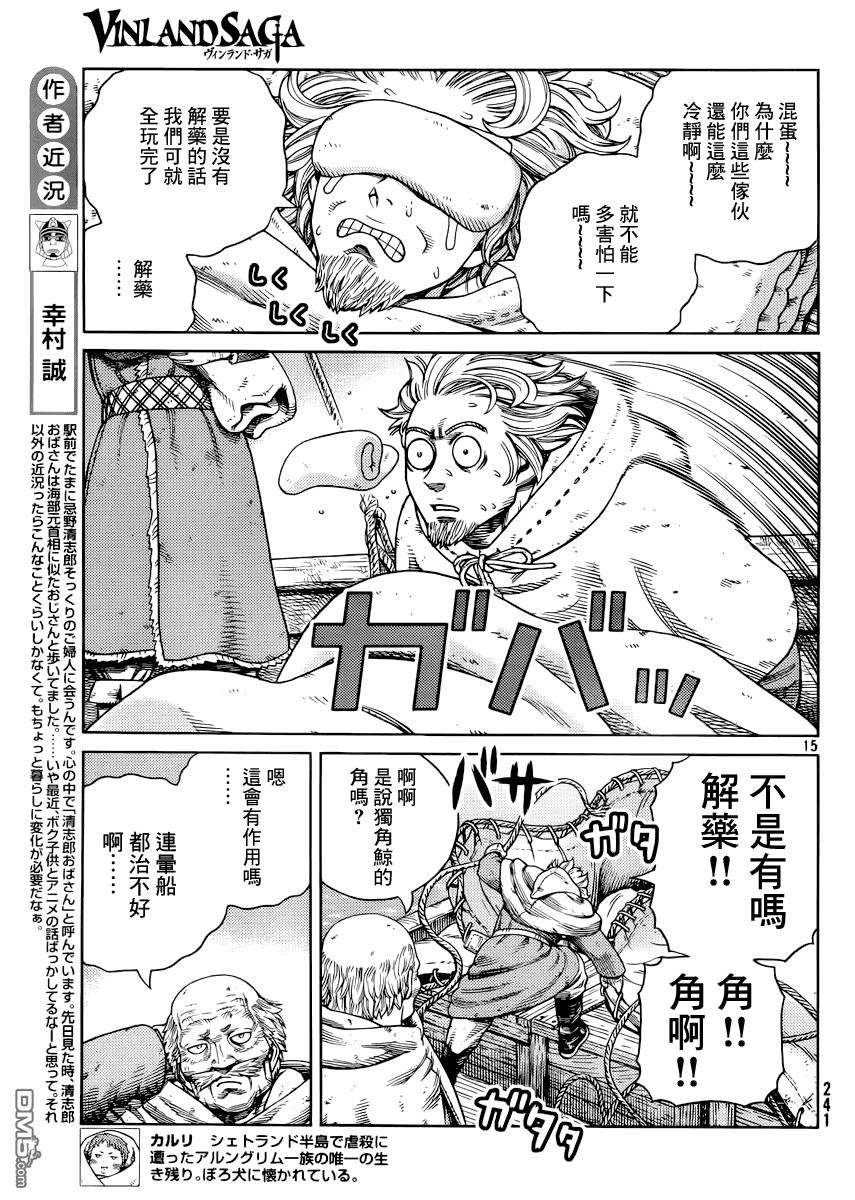 VINLAND SAGA
ヴィンランド・サガ
混蛋~~~~
為什麼
你們這些傢伙
還能這麼
冷靜啊~~~~
就不能
多害怕一下
嗎~~~~
要是沒有
解藥的話
我們可就
全玩完了
解藥
……
しく
しく
しく
ガバッ
15
不是有嗎
解藥!!
角!!
角啊!!
啊啊
是說獨角鯨的
角嗎?
バサ
ガタ
ガタガタ
嗯
這會有作用嗎
連暈船
都治不好
啊……
作者近況
幸村誠
駅前でたまに忌野清志郎そっくりのご婦人に会うんです。心の中で「清志郎おばさん」と呼んでいます。先日見た時、清志郎
おばさんは海部元首相に似たおじさんと歩いてました。……いや最近、ボク子供とアニメの話ばっかしてるなーと思って。それ
以外の近況ったらこんなことくらいしかなくて。もちょっと暮らしに変化が必要だなぁ。
カルリ シェトランド半島で虐殺に
遭ったアルングリム一族の唯一の生
き残り。ぼろ犬に懐かれている。
241
DM5.com